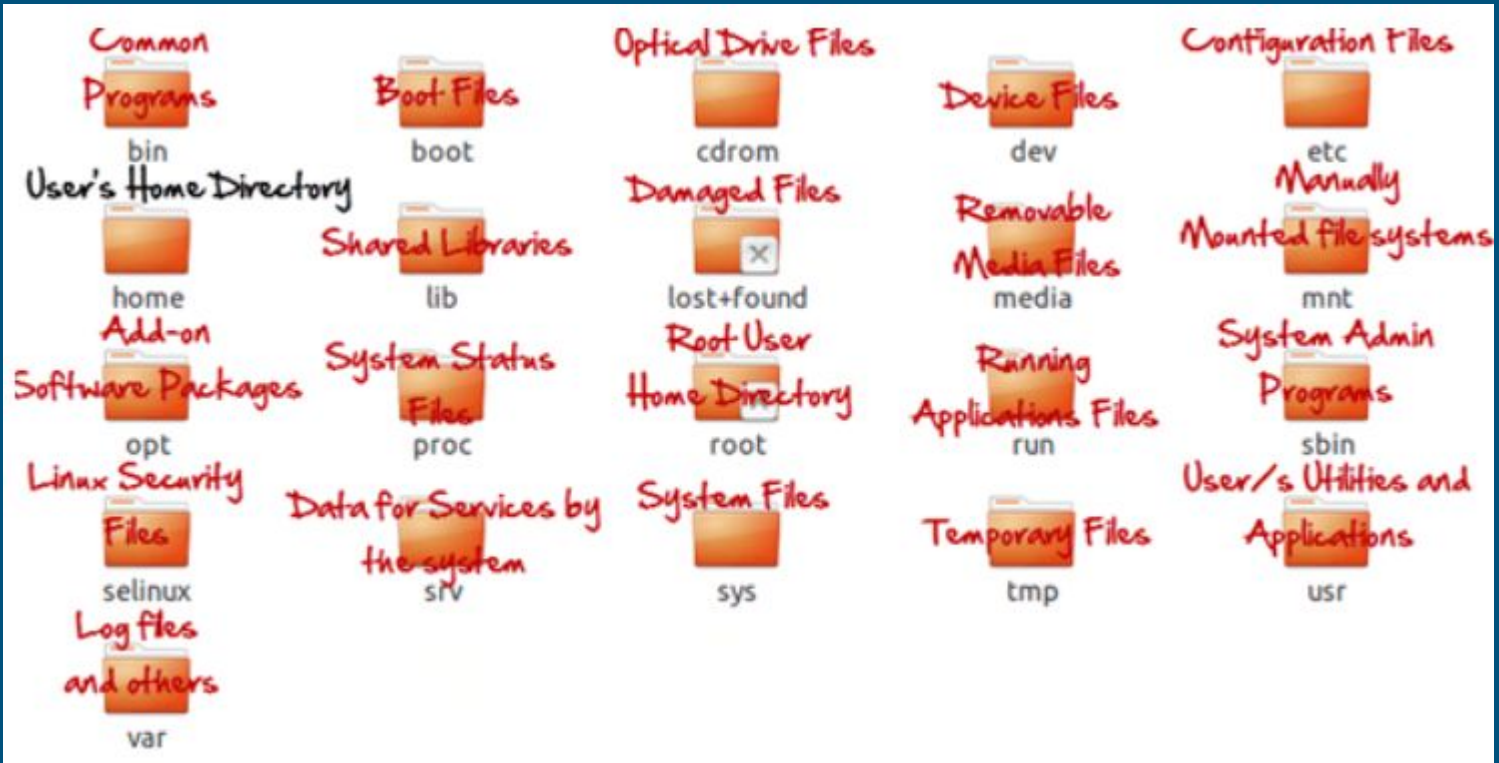 Common
Programs
bin
Boot Files
boot
Optical Drive Files
cdrom
Device Files
dev
Configuration Files
etc
User's Home Directory
home
Shared Libraries
lib
Damaged Files
lost+found
Removable
Media Files
media
Manually
Mounted file systems
mnt
Add-on
Software Packages
opt
System Status
Files
proc
Root User
Home Directory
root
Running
Applications Files
run
System Admin
Programs
sbin
Linux Security
Files
selinux
Data for Services by
the system
srv
System Files
sys
Temporary Files
tmp
User/s Utilities and
Applications
usr
Log files
and others
var